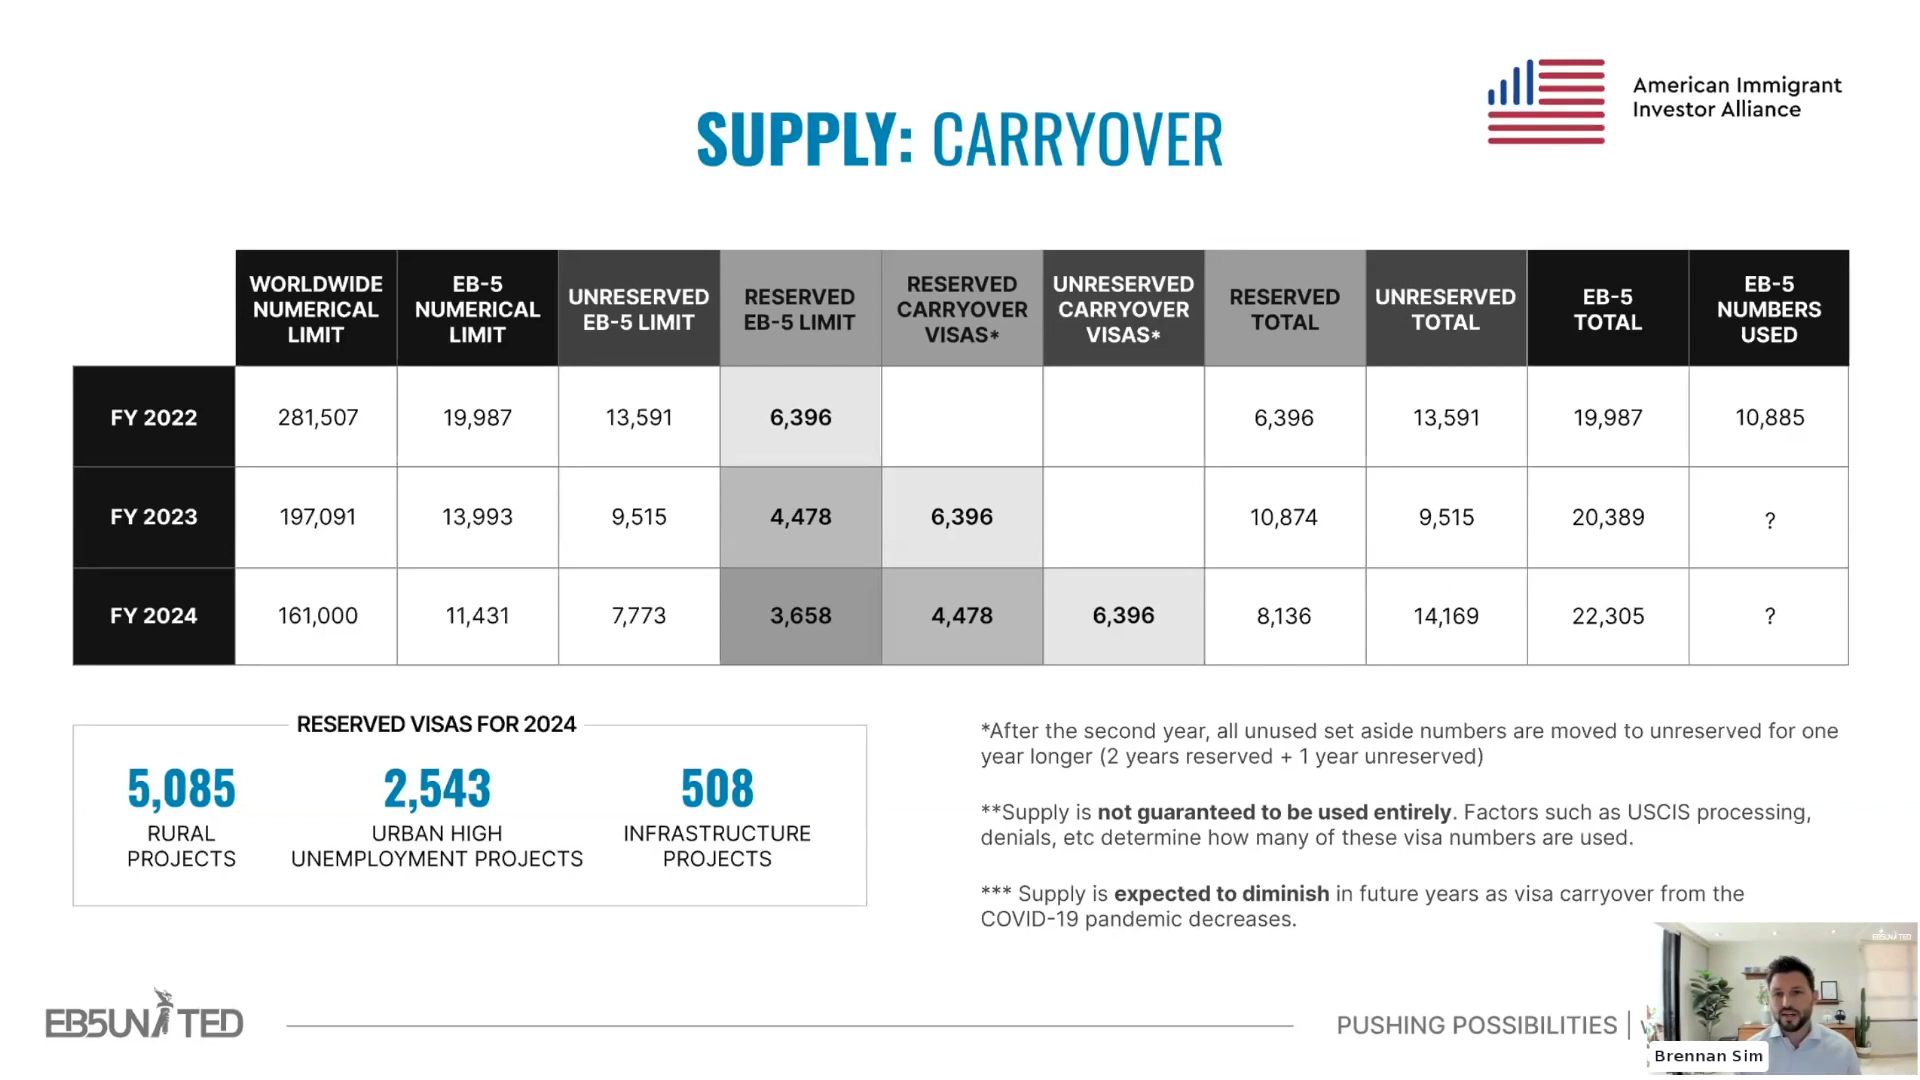 American Immigrant
Investor Alliance
SUPPLY: CARRYOVER
WORLDWIDE NUMERICAL LIMIT
EB-5 NUMERICAL LIMIT
UNRESERVED EB-5 LIMIT
RESERVED EB-5 LIMIT
RESERVED CARRYOVER VISAS*
UNRESERVED CARRYOVER VISAS*
RESERVED TOTAL
UNRESERVED TOTAL
EB-5 TOTAL
EB-5 NUMBERS USED
FY 2022 281,507 19,987 13,591 6,396 6,396 13,591 19,987 10,885
FY 2023 197,091 13,993 9,515 4,478 6,396 10,874 9,515 20,389 ?
FY 2024 161,000 11,431 7,773 3,658 4,478 6,396 8,136 14,169 22,305 ?
RESERVED VISAS FOR 2024
5,085
RURAL
PROJECTS
2,543
URBAN HIGH
UNEMPLOYMENT PROJECTS
508
INFRASTRUCTURE
PROJECTS
*After the second year, all unused set aside numbers are moved to unreserved for one
year longer (2 years reserved + 1 year unreserved)
**Supply is not guaranteed to be used entirely. Factors such as USCIS processing,
denials, etc determine how many of these visa numbers are used.
*** Supply is expected to diminish in future years as visa carryover from the
COVID-19 pandemic decreases.
EB5UNITED
PUSHING POSSIBILITIES |
EB5UNITED
Brennan Sim